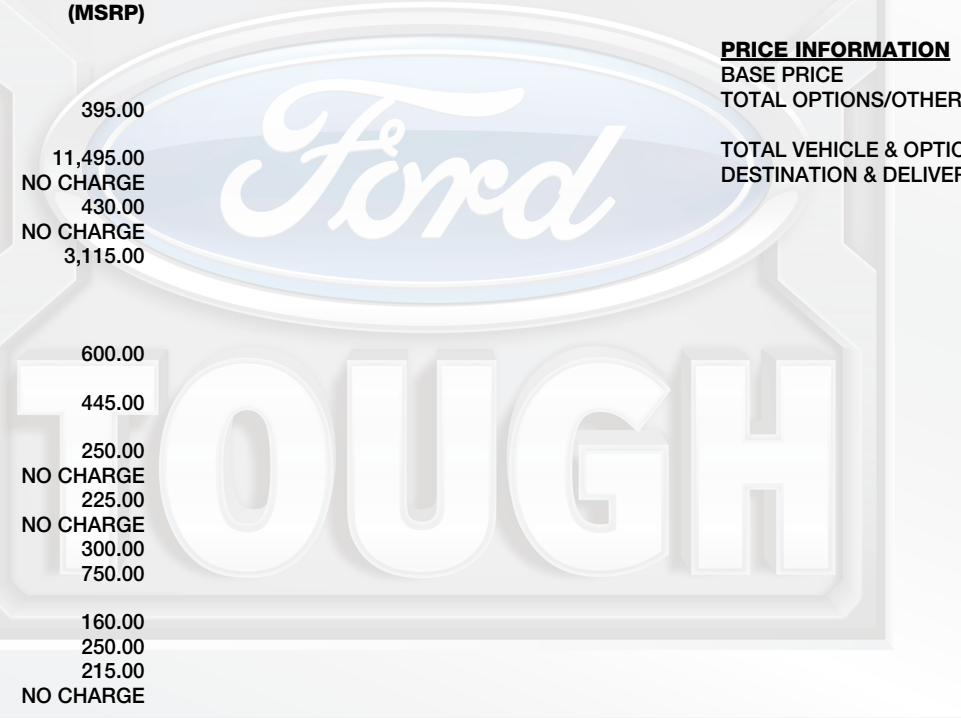 (MSRP)
395.00
11,495.00
NO CHARGE
430.00
NO CHARGE
3,115.00
600.00
445.00
250.00
NO CHARGE
225.00
NO CHARGE
300.00
750.00
160.00
250.00
215.00
NO CHARGE
PRICE INFORMATION
BASE PRICE
TOTAL OPTIONS/OTHER
TOTAL VEHICLE & OPTIO
DESTINATION & DELIVER
Ford
TOUGH